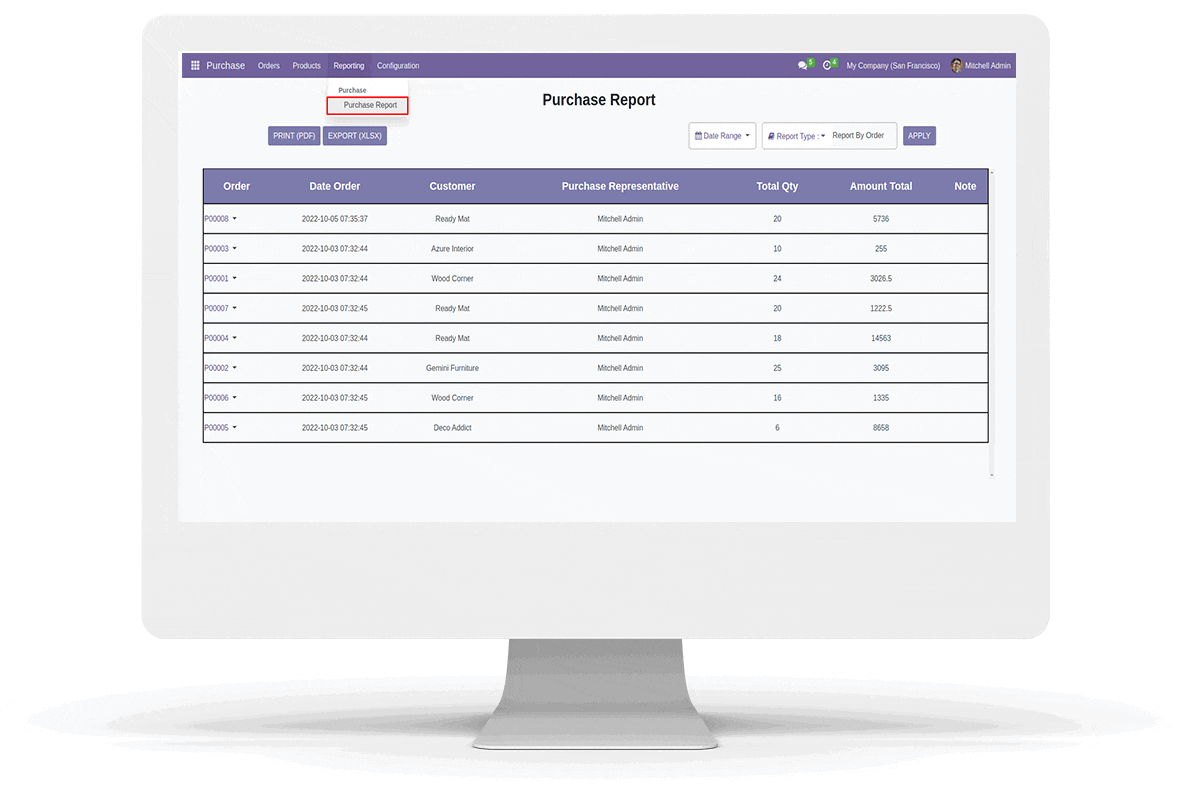 Purchase Orders Products Reporting Configuration 5 4 My Company (San Francisco) Mitchell Admin
Purchase
Purchase Report
Purchase Report
PRINT (PDF) EXPORT (XLSX) Date Range Report Type : Report By Order APPLY
Order Date Order Customer Purchase Representative Total Qty Amount Total Note
P00008 2022-10-05 07:35:37 Ready Mat Mitchell Admin 20 5736
P00003 2022-10-03 07:32:44 Azure Interior Mitchell Admin 10 255
P00001 2022-10-03 07:32:44 Wood Corner Mitchell Admin 24 3026.5
P00007 2022-10-03 07:32:45 Ready Mat Mitchell Admin 20 1222.5
P00004 2022-10-03 07:32:44 Ready Mat Mitchell Admin 18 14563
P00002 2022-10-03 07:32:44 Gemini Furniture Mitchell Admin 25 3095
P00006 2022-10-03 07:32:45 Wood Corner Mitchell Admin 16 1335
P00005 2022-10-03 07:32:45 Deco Addict Mitchell Admin 6 8658